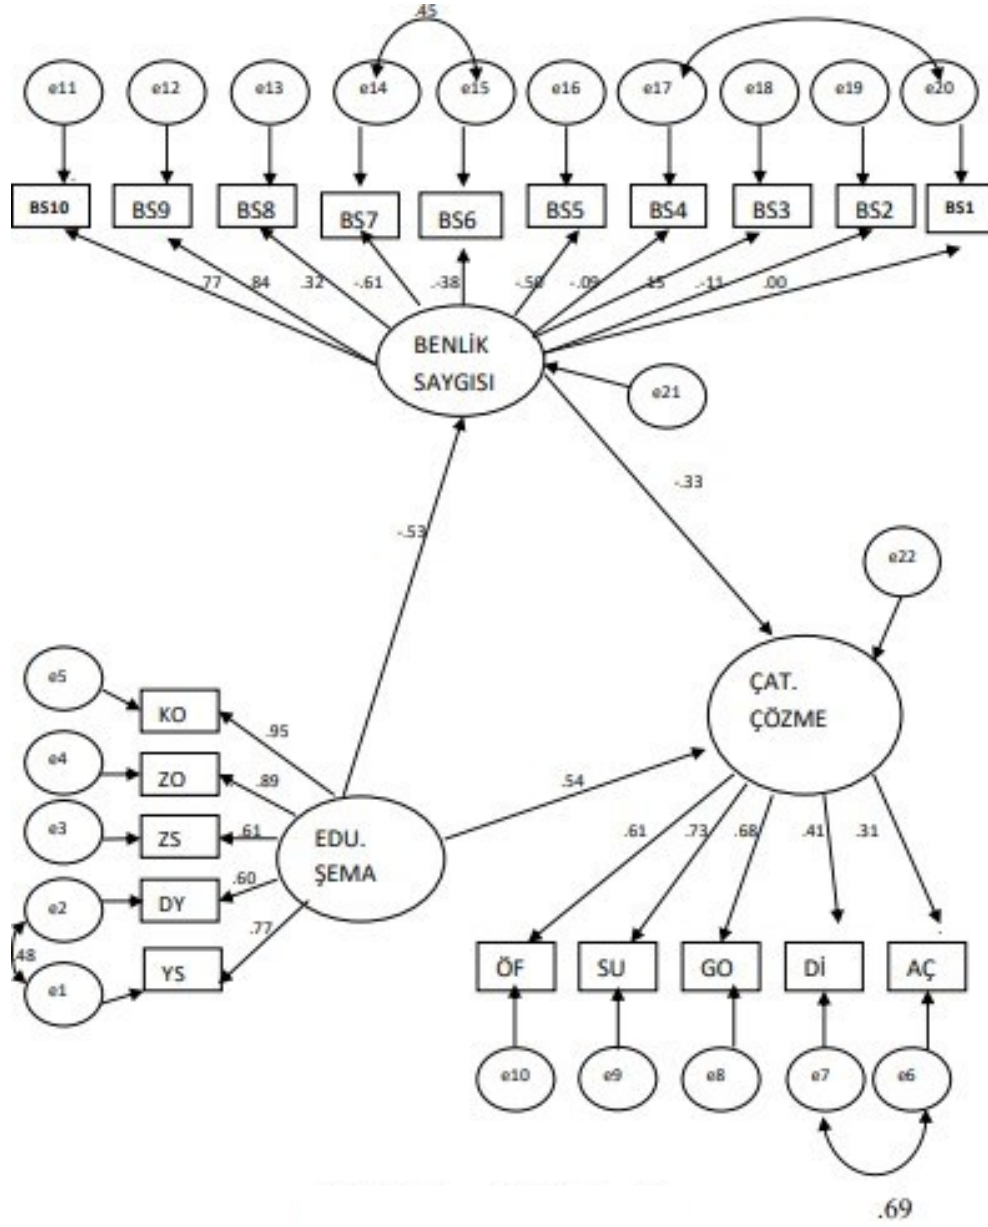 .45
e11 e12 e13 e14 e15 e16 e17 e18 e19 e20
BS10 BS9 BS8 BS7 BS6 BS5 BS4 BS3 BS2 BS1
.77 .84 .32 -.61 .-38 -.50 -.09 .15 .-11 .00
BENLİK
SAYGISI
e21
-.33
-.53
e22
e5
KO
.95
ÇAT.
ÇÖZME
e4
ZO
.89
.54
e3
ZS
.61
EDU.
ŞEMA
.61 .73 .68 .41 .31
e2
DY
.60
.48
.77
e1
YS
ÖF SU GO Dİ AÇ
e10 e9 e8 e7 e6
.69